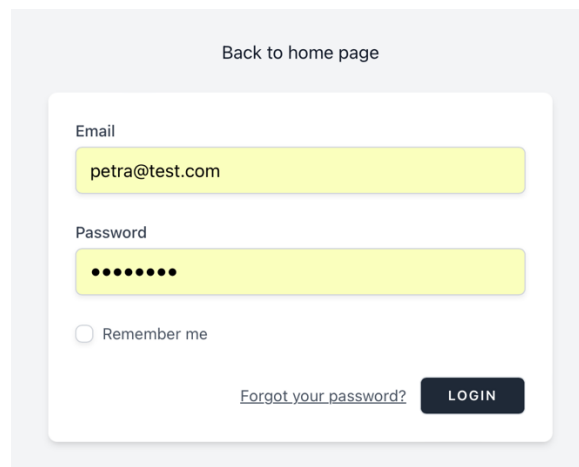 Back to home page
Email
petra@test.com
Password
••••••••
Remember me
Forgot your password? LOGIN